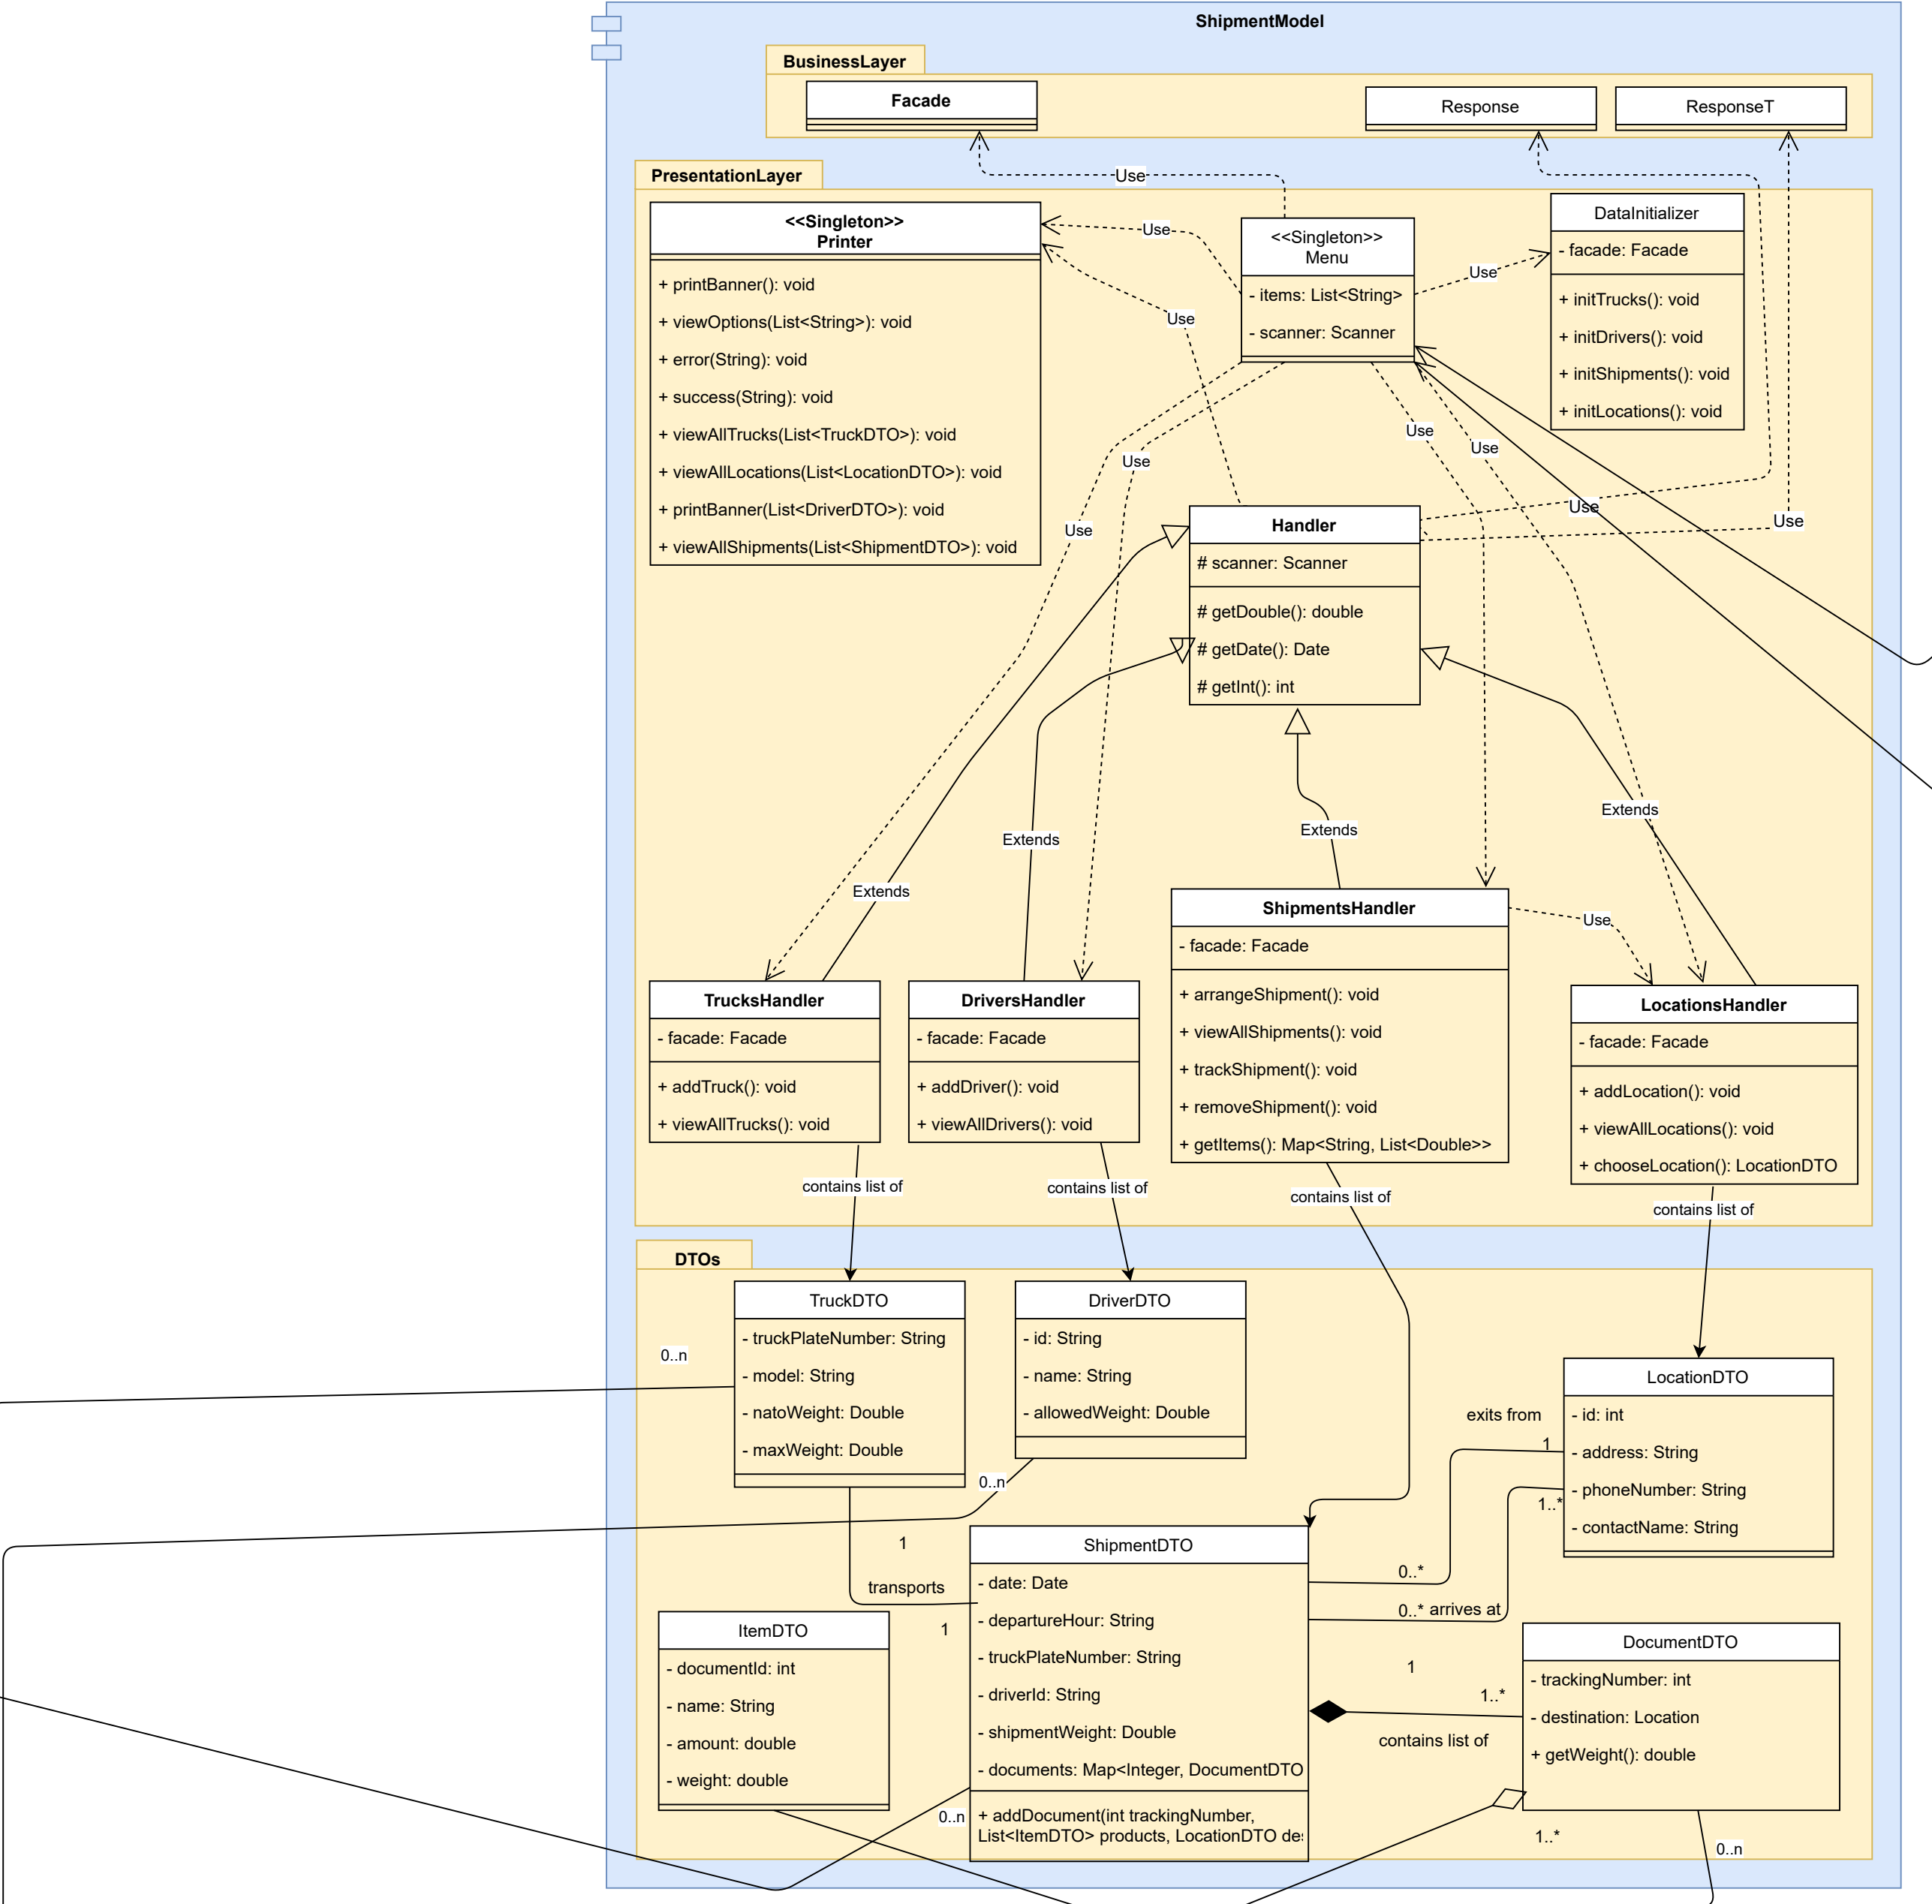 ShipmentModel
BusinessLayer
Facade
Response
ResponseT
Use
PresentationLayer
<<Singleton>>
Printer
+ printBanner(): void
+ viewOptions(List<String>): void
+ error(String): void
+ success(String): void
+ viewAllTrucks(List<TruckDTO>): void
+ viewAllLocations(List<LocationDTO>): void
+ printBanner(List<DriverDTO>): void
+ viewAllShipments(List<ShipmentDTO>): void
Use
Use
<<Singleton>>
Menu
- items: List<String>
- scanner: Scanner
Use
DataInitializer
- facade: Facade
+ initTrucks(): void
+ initDrivers(): void
+ initShipments(): void
+ initLocations(): void
Use
Use
Use
Use
Use
Use
Handler
# scanner: Scanner
# getDouble(): double
# getDate(): Date
# getInt(): int
Extends
Extends
Extends
Extends
TrucksHandler
- facade: Facade
+ addTruck(): void
+ viewAllTrucks(): void
DriversHandler
- facade: Facade
+ addDriver(): void
+ viewAllDrivers(): void
ShipmentsHandler
- facade: Facade
+ arrangeShipment(): void
+ viewAllShipments(): void
+ trackShipment(): void
+ removeShipment(): void
+ getItems(): Map<String, List<Double>>
Use
LocationsHandler
- facade: Facade
+ addLocation(): void
+ viewAllLocations(): void
+ chooseLocation(): LocationDTO
contains list of
contains list of
contains list of
contains list of
DTOs
TruckDTO
- truckPlateNumber: String
- model: String
- natoWeight: Double
- maxWeight: Double
0..n
DriverDTO
- id: String
- name: String
- allowedWeight: Double
0..n
LocationDTO
- id: int
- address: String
- phoneNumber: String
- contactName: String
exits from
1
1..*
0..*
0..* arrives at
1
transports
1
ShipmentDTO
- date: Date
- departureHour: String
- truckPlateNumber: String
- driverId: String
- shipmentWeight: Double
- documents: Map<Integer, DocumentDTO
+ addDocument(int trackingNumber,
List<ItemDTO> products, LocationDTO des
ItemDTO
- documentId: int
- name: String
- amount: double
- weight: double
0..n
1
1..*
contains list of
DocumentDTO
- trackingNumber: int
- destination: Location
+ getWeight(): double
1..*
0..n